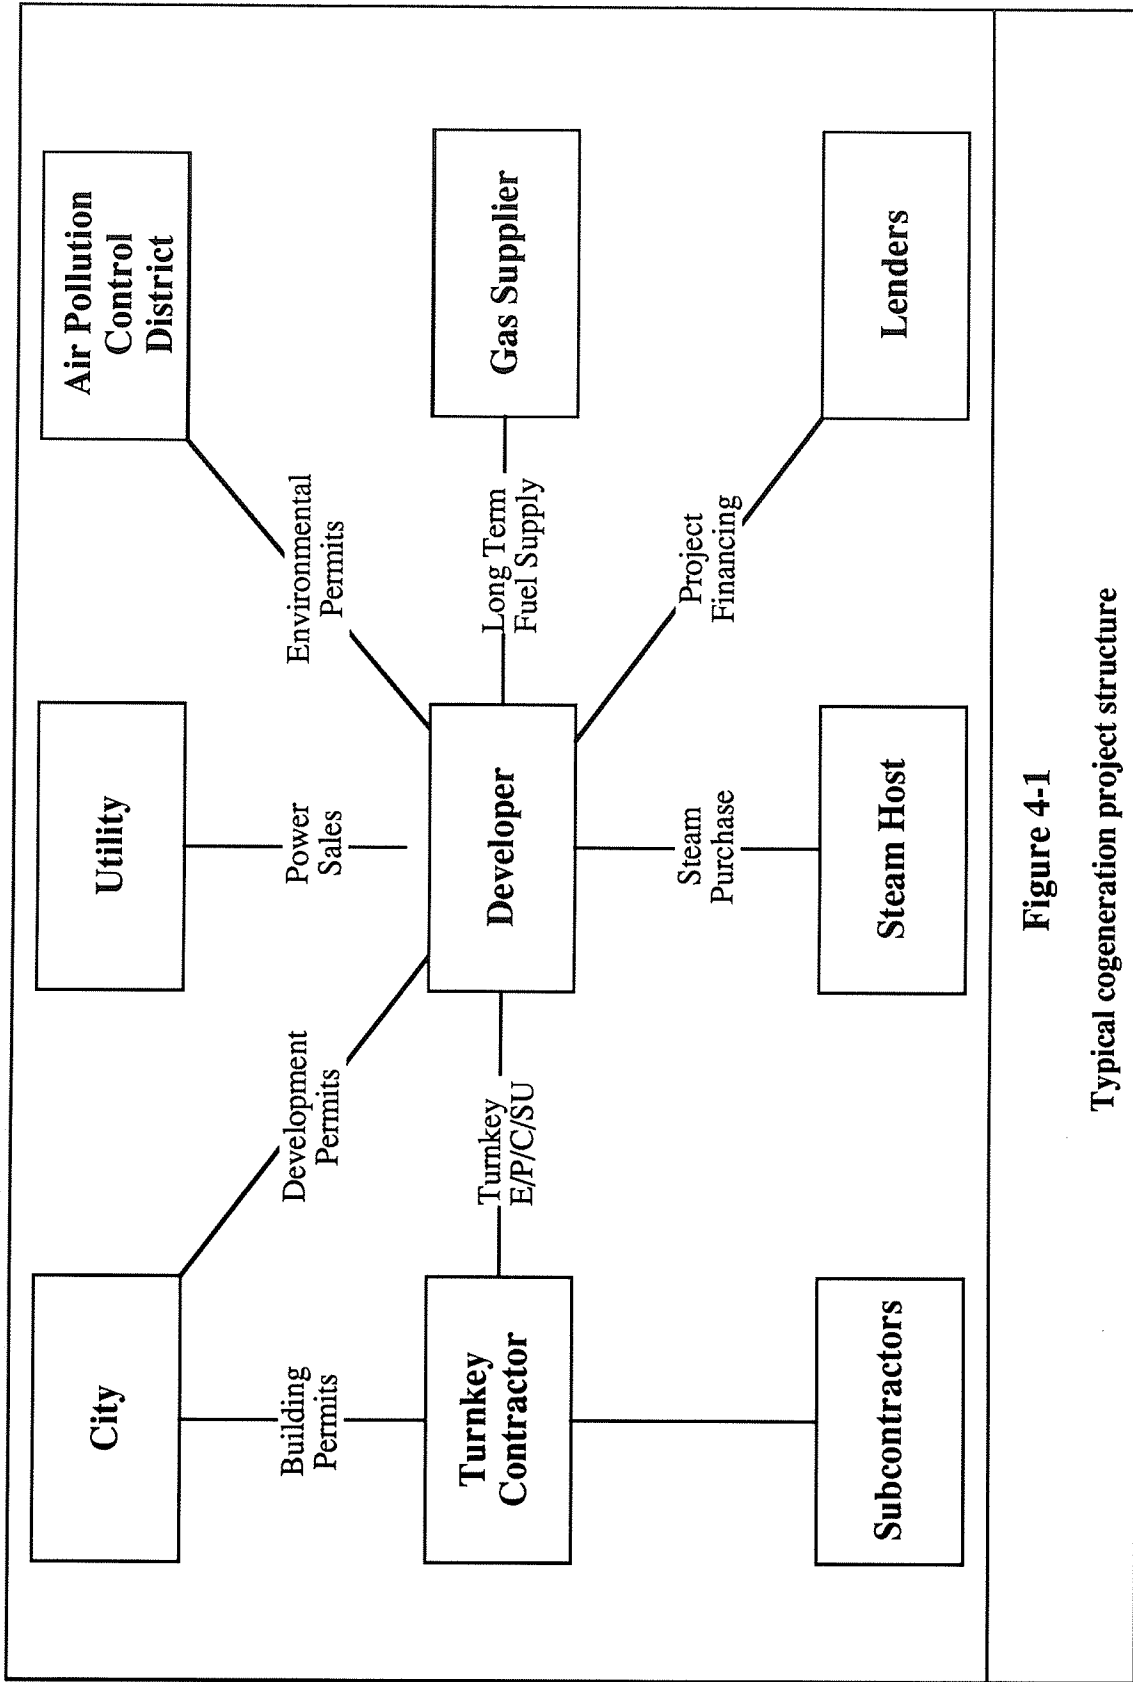 City
Utility
Air Pollution
Control
District
Building
Permits
Development
Permits
Power
Sales
Environmental
Permits
Turnkey
Contractor
Turnkey
E/P/C/SU
Developer
Long Term
Fuel Supply
Gas Supplier
Steam
Purchase
Project
Financing
Subcontractors
Steam Host
Lenders
Figure 4-1
Typical cogeneration project structure